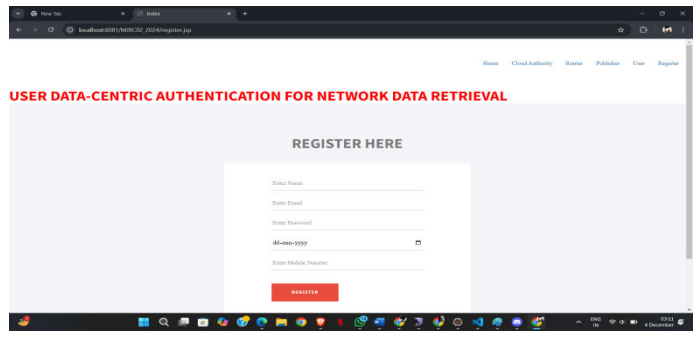 New Tab
Index
localhost:8001/MJBC02_2024/register.jsp
Home Cloud Authority Router Publisher User Register
USER DATA-CENTRIC AUTHENTICATION FOR NETWORK DATA RETRIEVAL
REGISTER HERE
Enter Name
Enter Email
Enter Password
dd-mm-yyyy
Enter Mobile Number
REGISTER
ENG
IN
03:11
4 December